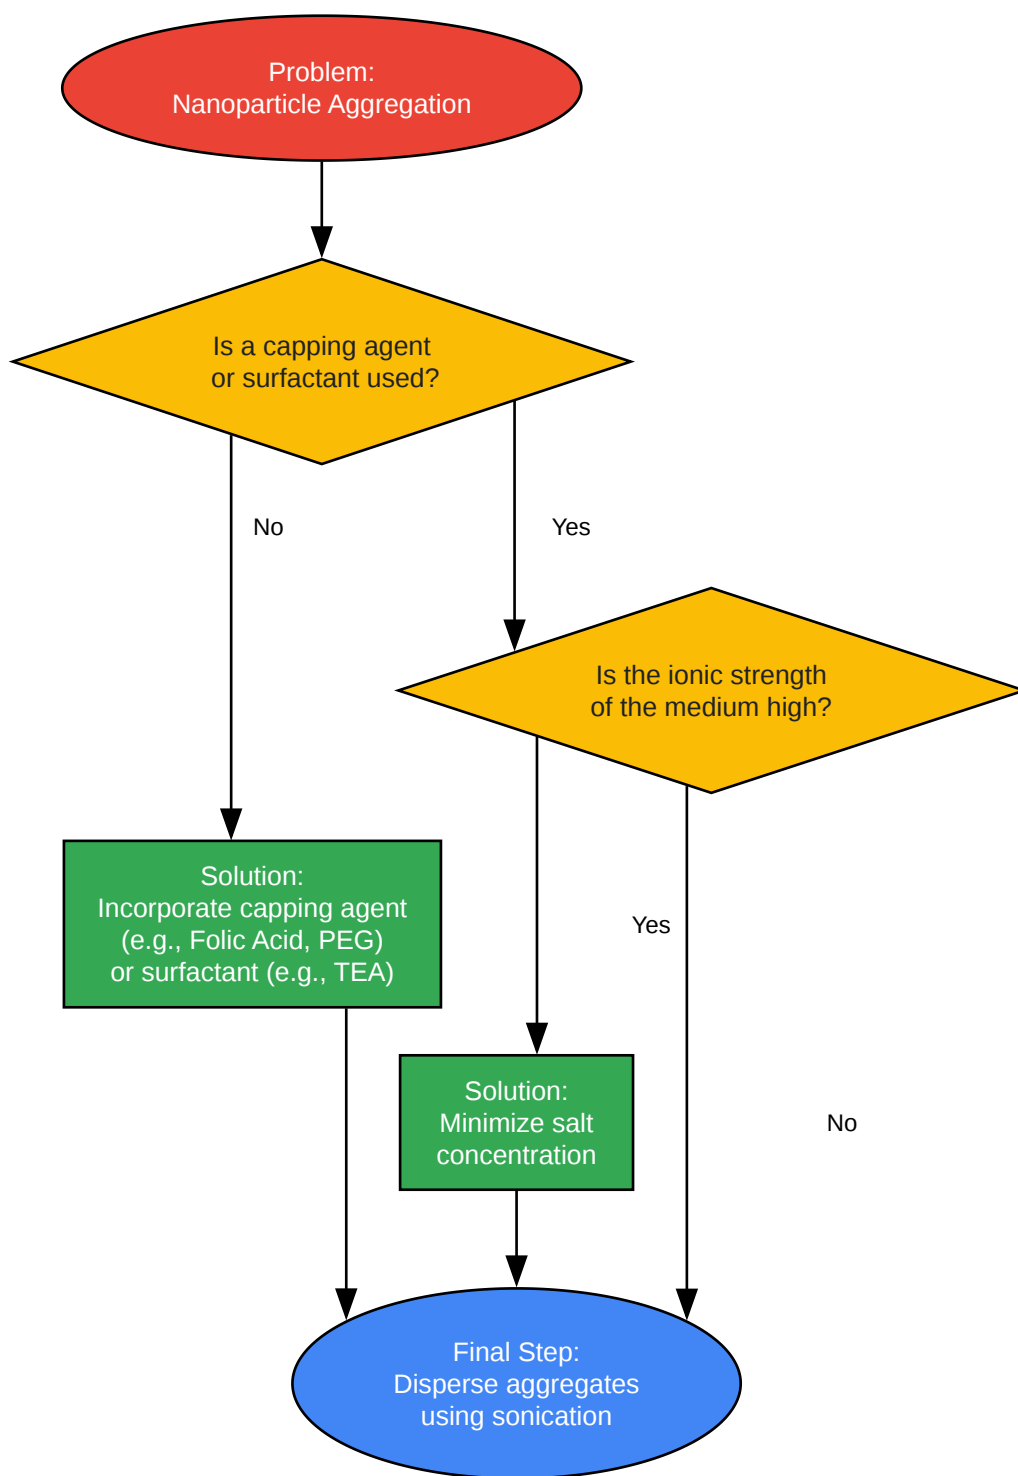 Problem:
Nanoparticle Aggregation
Is a capping agent
or surfactant used?
No
Yes
Is the ionic strength
of the medium high?
Solution:
Incorporate capping agent
(e.g., Folic Acid, PEG)
or surfactant (e.g., TEA)
Yes
Solution:
Minimize salt
concentration
No
Final Step:
Disperse aggregates
using sonication